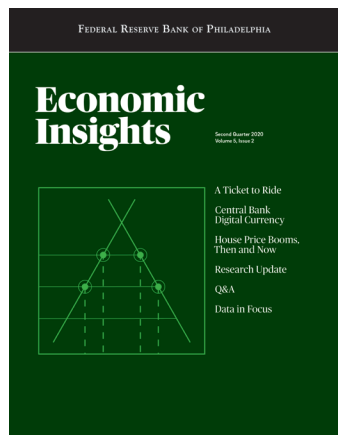 FEDERAL RESERVE BANK OF PHILADELPHIA
Economic
Insights
Second Quarter 2020
Volume 5, Issue 2
A Ticket to Ride
Central Bank
Digital Currency
House Price Booms,
Then and Now
Research Update
Q&A
Data in Focus